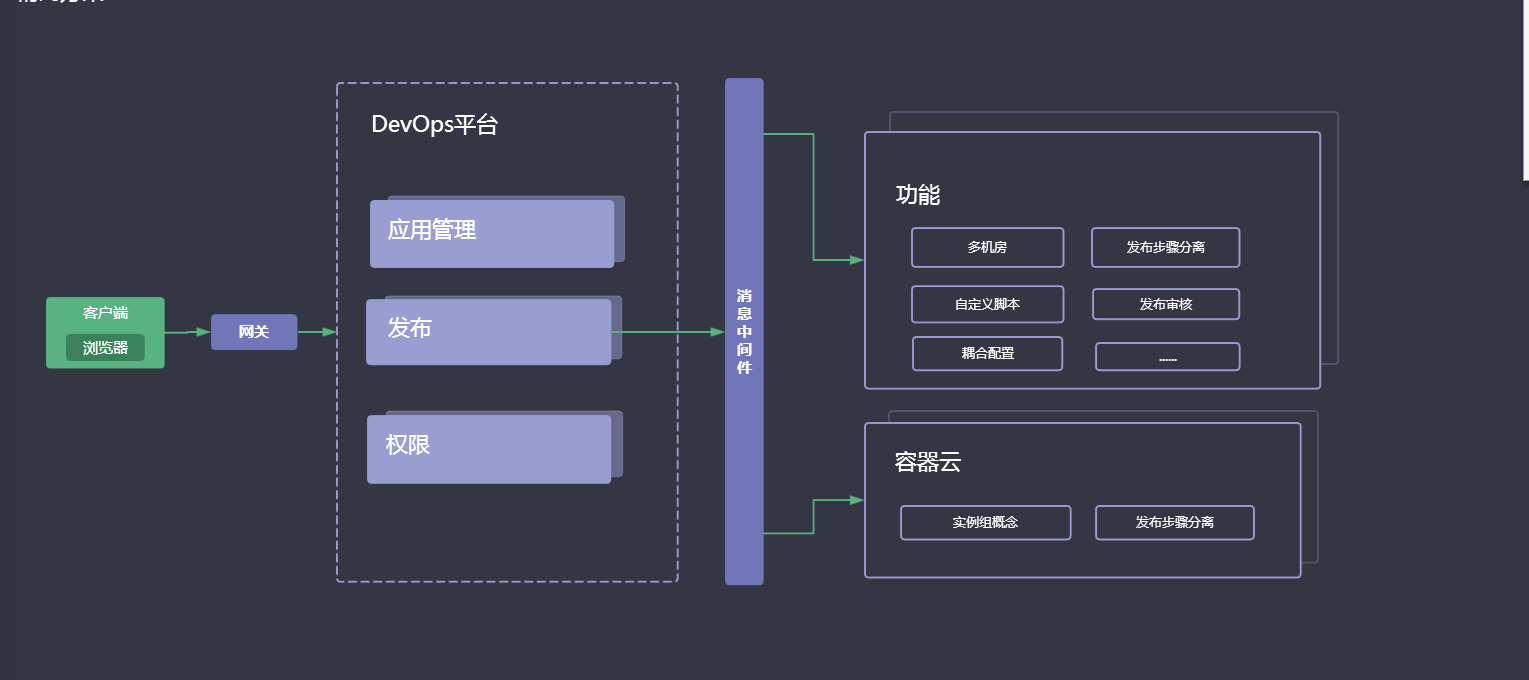 DevOps平台
应用管理
发布
权限
客户端
浏览器
网关
消息中间件
功能
多机房
发布步骤分离
自定义脚本
发布审核
耦合配置
......
容器云
实例组概念
发布步骤分离